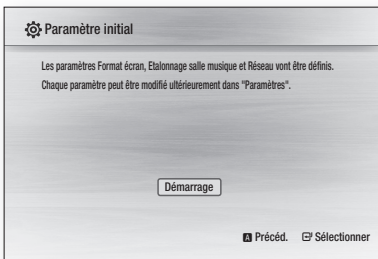 Paramètre initial
Les paramètres Format écran, Etalonnage salle musique et Réseau vont être définis.
Chaque paramètre peut être modifié ultérieurement dans "Paramètres".
Démarrage
A Précéd. Sélectionner